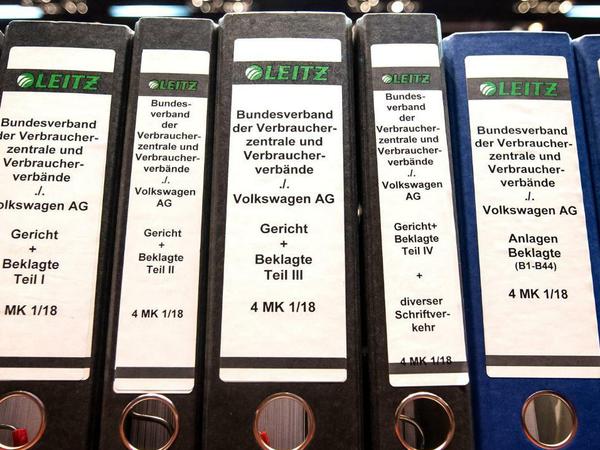 LEITZ
Bundesverband
der Verbraucher-
zentrale und
Verbraucher-
verbände
./.
olkswagen AG
Gericht
+
Beklagte
Teil I
MK 1/18
LEITZ
Bundes-
verband
der
Verbraucher-
zentrale und
Verbraucher-
verbände
./.
Volkswagen
AG
Gericht
+
Beklagte
Teil II
4 MK 1/18
LEITZ
Bundesverband
der Verbraucher-
zentrale und
Verbraucher-
verbände
./.
Volkswagen AG
Gericht
+
Beklagte
Teil III
4 MK 1/18
LEITZ
Bundes-
verband
der
Verbraucher-
zentrale und
Verbraucher-
verbände
./.
Volkswagen
AG
Gericht+
Beklagte
Teil IV
+
diverser
Schriftver-
kehr
4 MK 1/18
LEITZ
Bundesverband
der Verbraucher-
zentrale und
Verbraucher-
verbände
./.
Volkswagen AG
Anlagen
Beklagte
(B1-B44)
4 MK 1/18